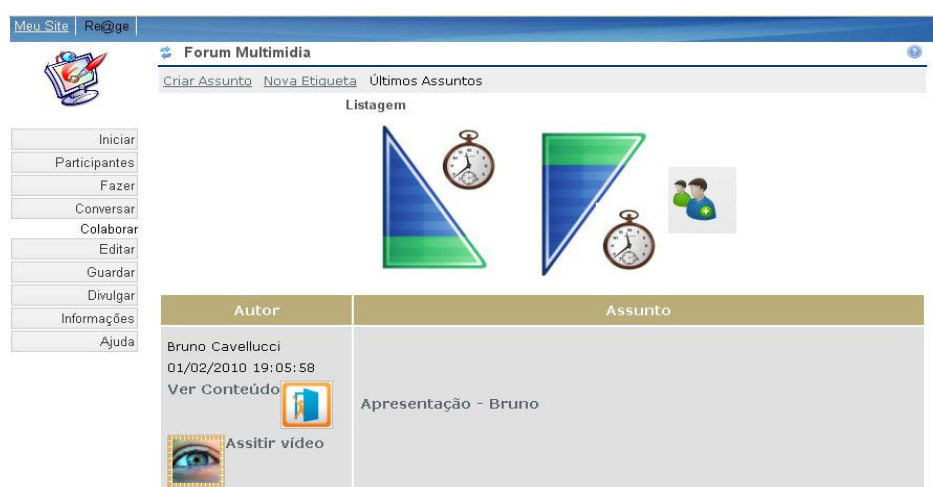 Meu Site Re@ge
Forum Multimidia
Criar Assunto Nova Etiqueta Últimos Assuntos
Listagem
Iniciar
Participantes
Fazer
Conversar
Colaborar
Editar
Guardar
Divulgar
Informações
Ajuda
Autor Assunto
Bruno Cavellucci
01/02/2010 19:05:58
Ver Conteúdo
Apresentação - Bruno
Assitir vídeo